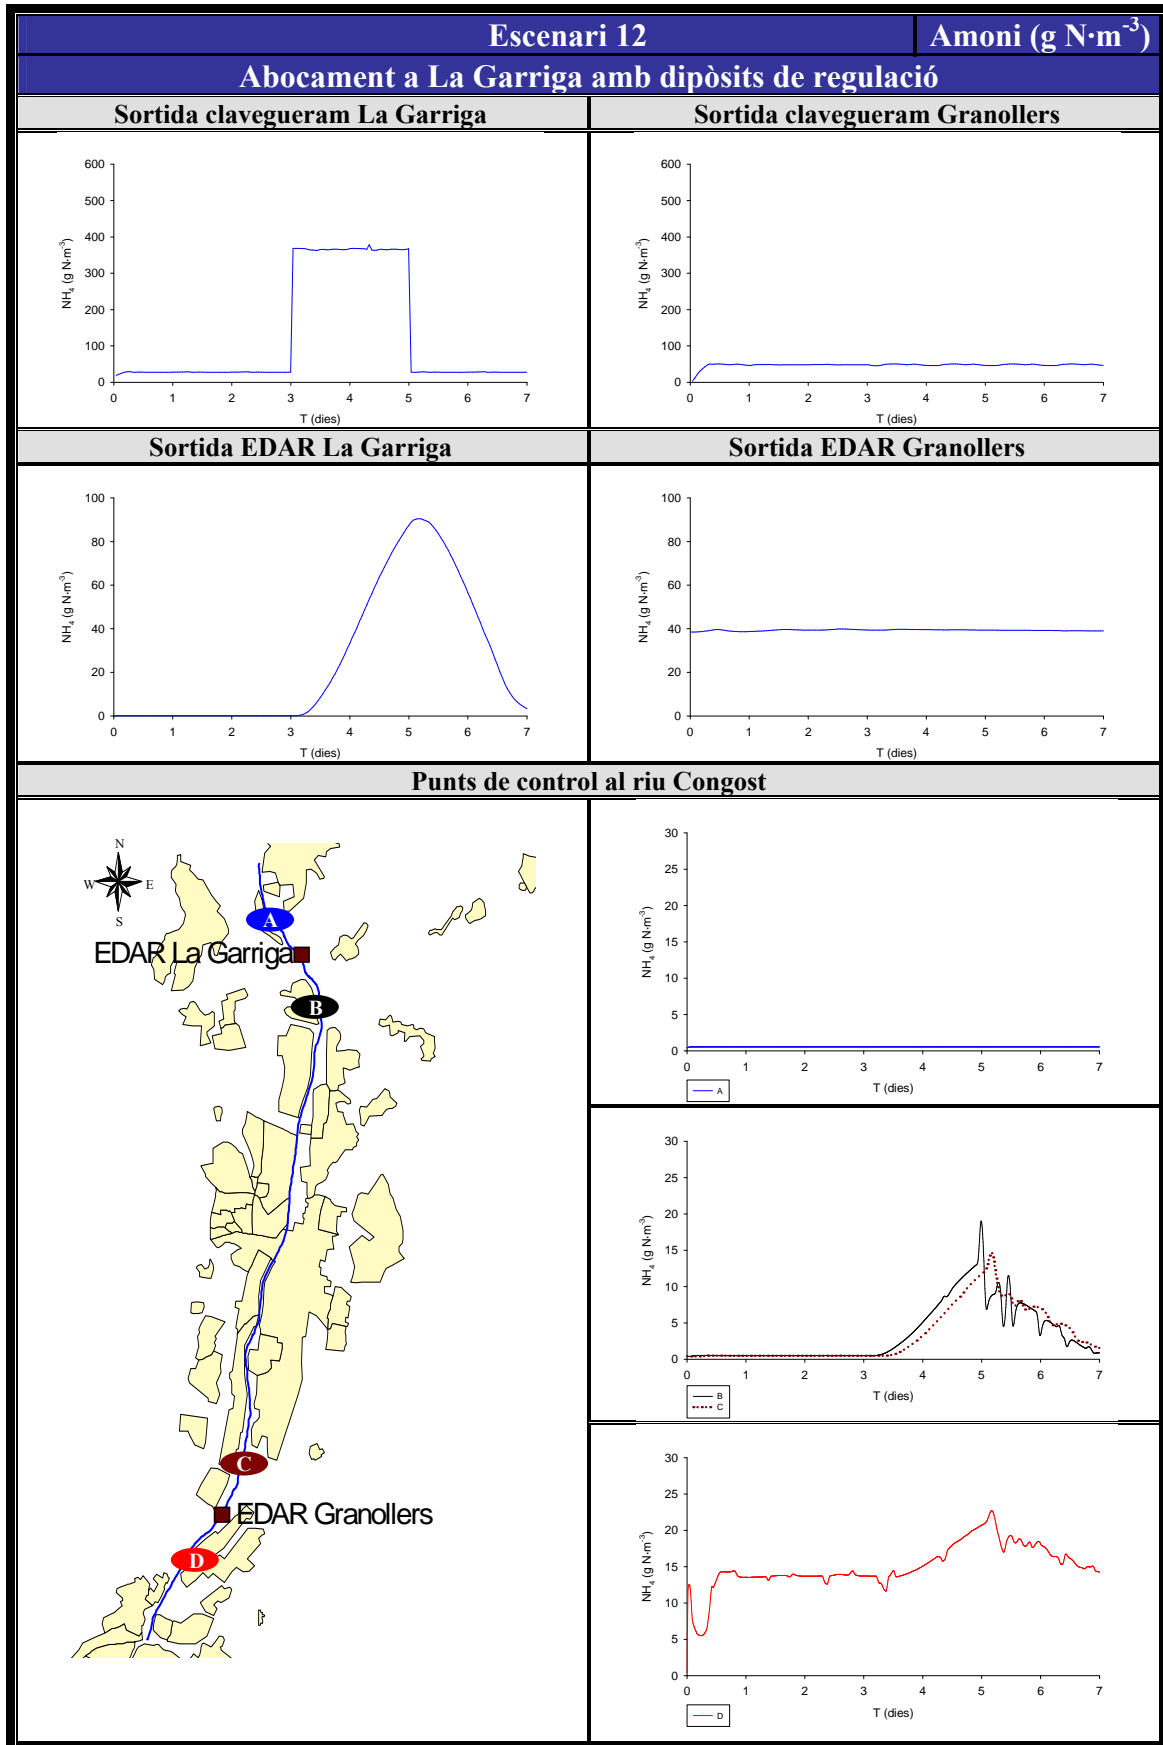 Escenari 12
Amoni (g N·m-3)
Abocament a La Garriga amb dipòsits de regulació
Sortida clavegueram La Garriga
Sortida clavegueram Granollers
600
500
400
300
200
100
0
NH4 (g N·m-3)
0 1 2 3 4 5 6 7
T (dies)
600
500
400
300
200
100
0
NH4 (g N·m-3)
0 1 2 3 4 5 6 7
T (dies)
Sortida EDAR La Garriga
Sortida EDAR Granollers
100
80
60
40
20
0
NH4 (g N·m-3)
0 1 2 3 4 5 6 7
T (dies)
100
80
60
40
20
0
NH4 (g N·m-3)
0 1 2 3 4 5 6 7
T (dies)
Punts de control al riu Congost
N
W E
S
A
EDAR La Garriga
B
C
EDAR Granollers
D
30
25
20
15
10
5
0
NH4 (g N·m-3)
0 1 2 3 4 5 6 7
T (dies)
A
30
25
20
15
10
5
0
NH4 (g N·m-3)
0 1 2 3 4 5 6 7
T (dies)
B
C
30
25
20
15
10
5
0
NH4 (g N·m-3)
0 1 2 3 4 5 6 7
T (dies)
D